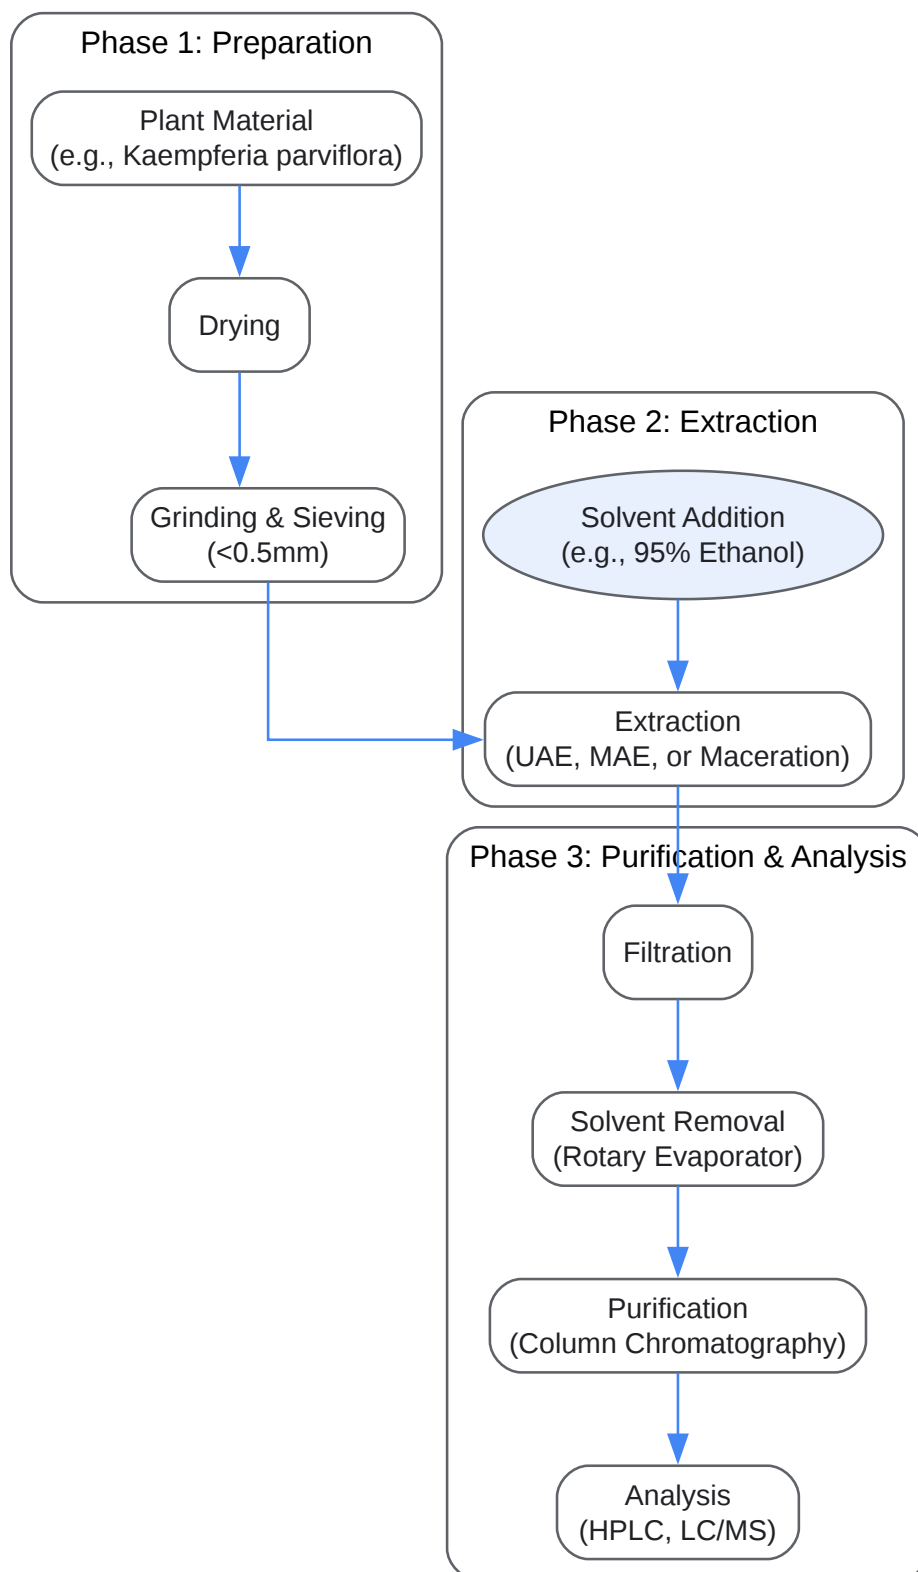 Phase 1: Preparation
Plant Material
(e.g., Kaempferia parviflora)
Drying
Grinding & Sieving
(<0.5mm)
Phase 2: Extraction
Solvent Addition
(e.g., 95% Ethanol)
Extraction
(UAE, MAE, or Maceration)
Phase 3: Purification & Analysis
Filtration
Solvent Removal
(Rotary Evaporator)
Purification
(Column Chromatography)
Analysis
(HPLC, LC/MS)